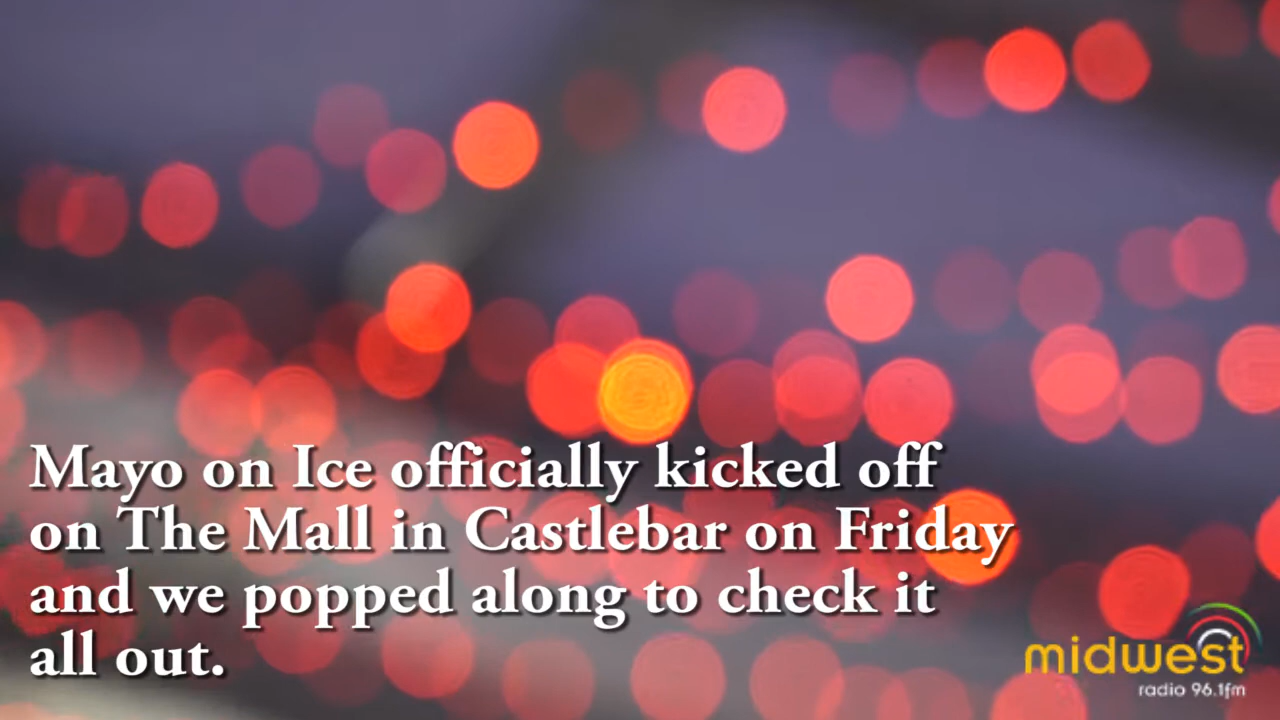 Mayo on Ice officially kicked off
on The Mall in Castlebar on Friday
and we popped along to check it
all out.
midwest
radio 96.1fm